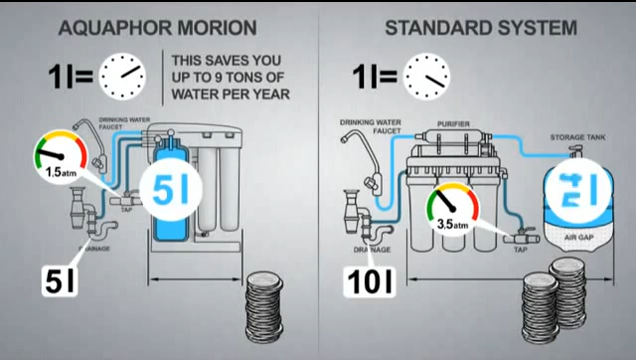 AQUAPHOR MORION
1l=
THIS SAVES YOU
UP TO 9 TONS OF
WATER PER YEAR
DRINKING WATER
FAUCET
1.5atm
5l
TAP
DRAINAGE
5l
STANDARD SYSTEM
1l=
DRINKING WATER
FAUCET
PURIFIER
STORAGE TANK
l
3.5atm
AIR GAP
TAP
DRAINAGE
10l